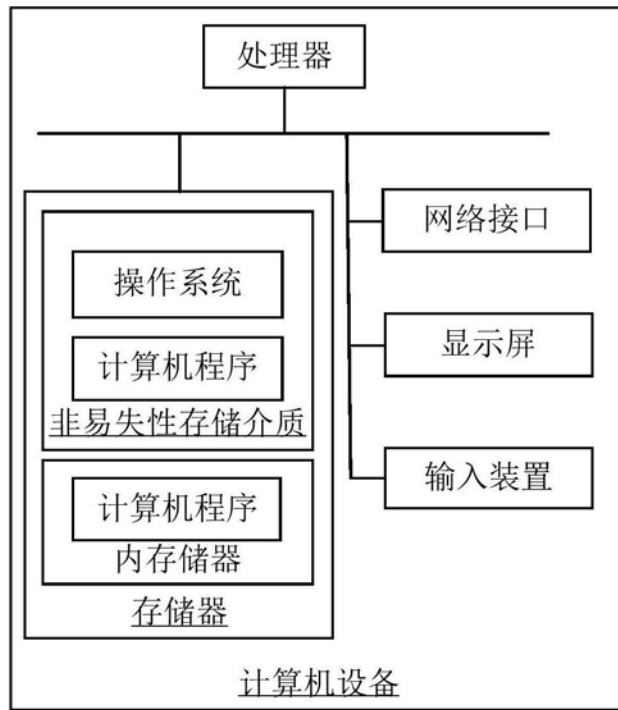 处理器
网络接口
操作系统
显示屏
计算机程序
非易失性存储介质
输入装置
计算机程序
内存储器
存储器
计算机设备